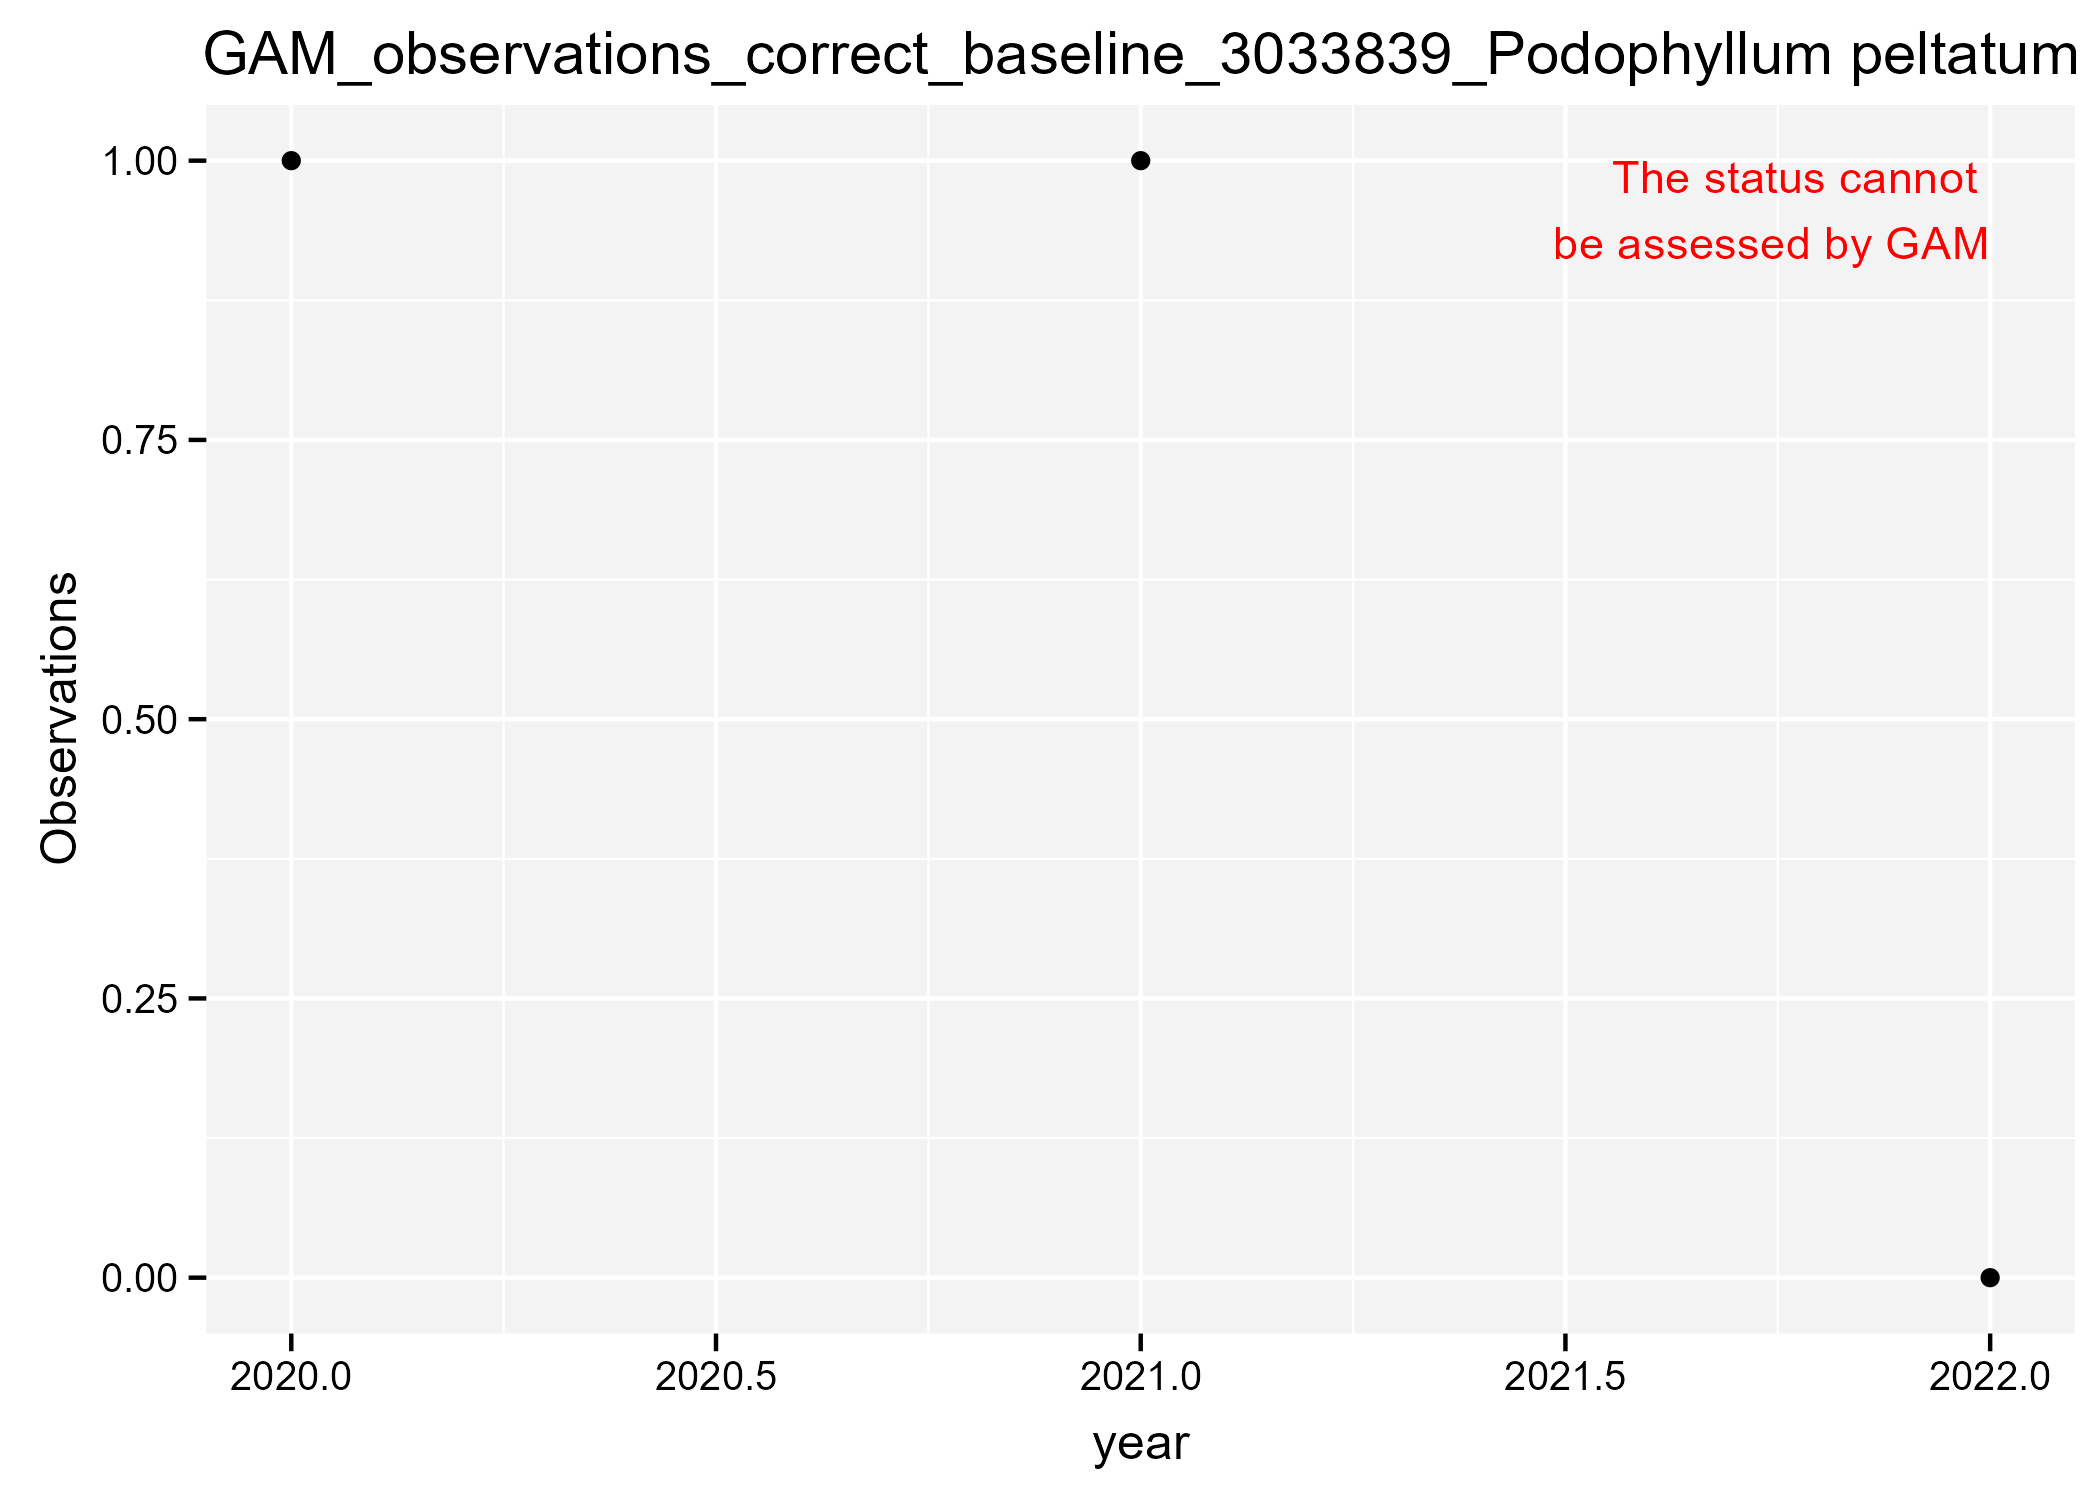 GAM_observations_correct_baseline_3033839_Podophyllum peltatum
1.00
The status cannot
be assessed by GAM
0.75
0.50
0.25
0.00
Observations
2020.0 2020.5 2021.0 2021.5 2022.0
year